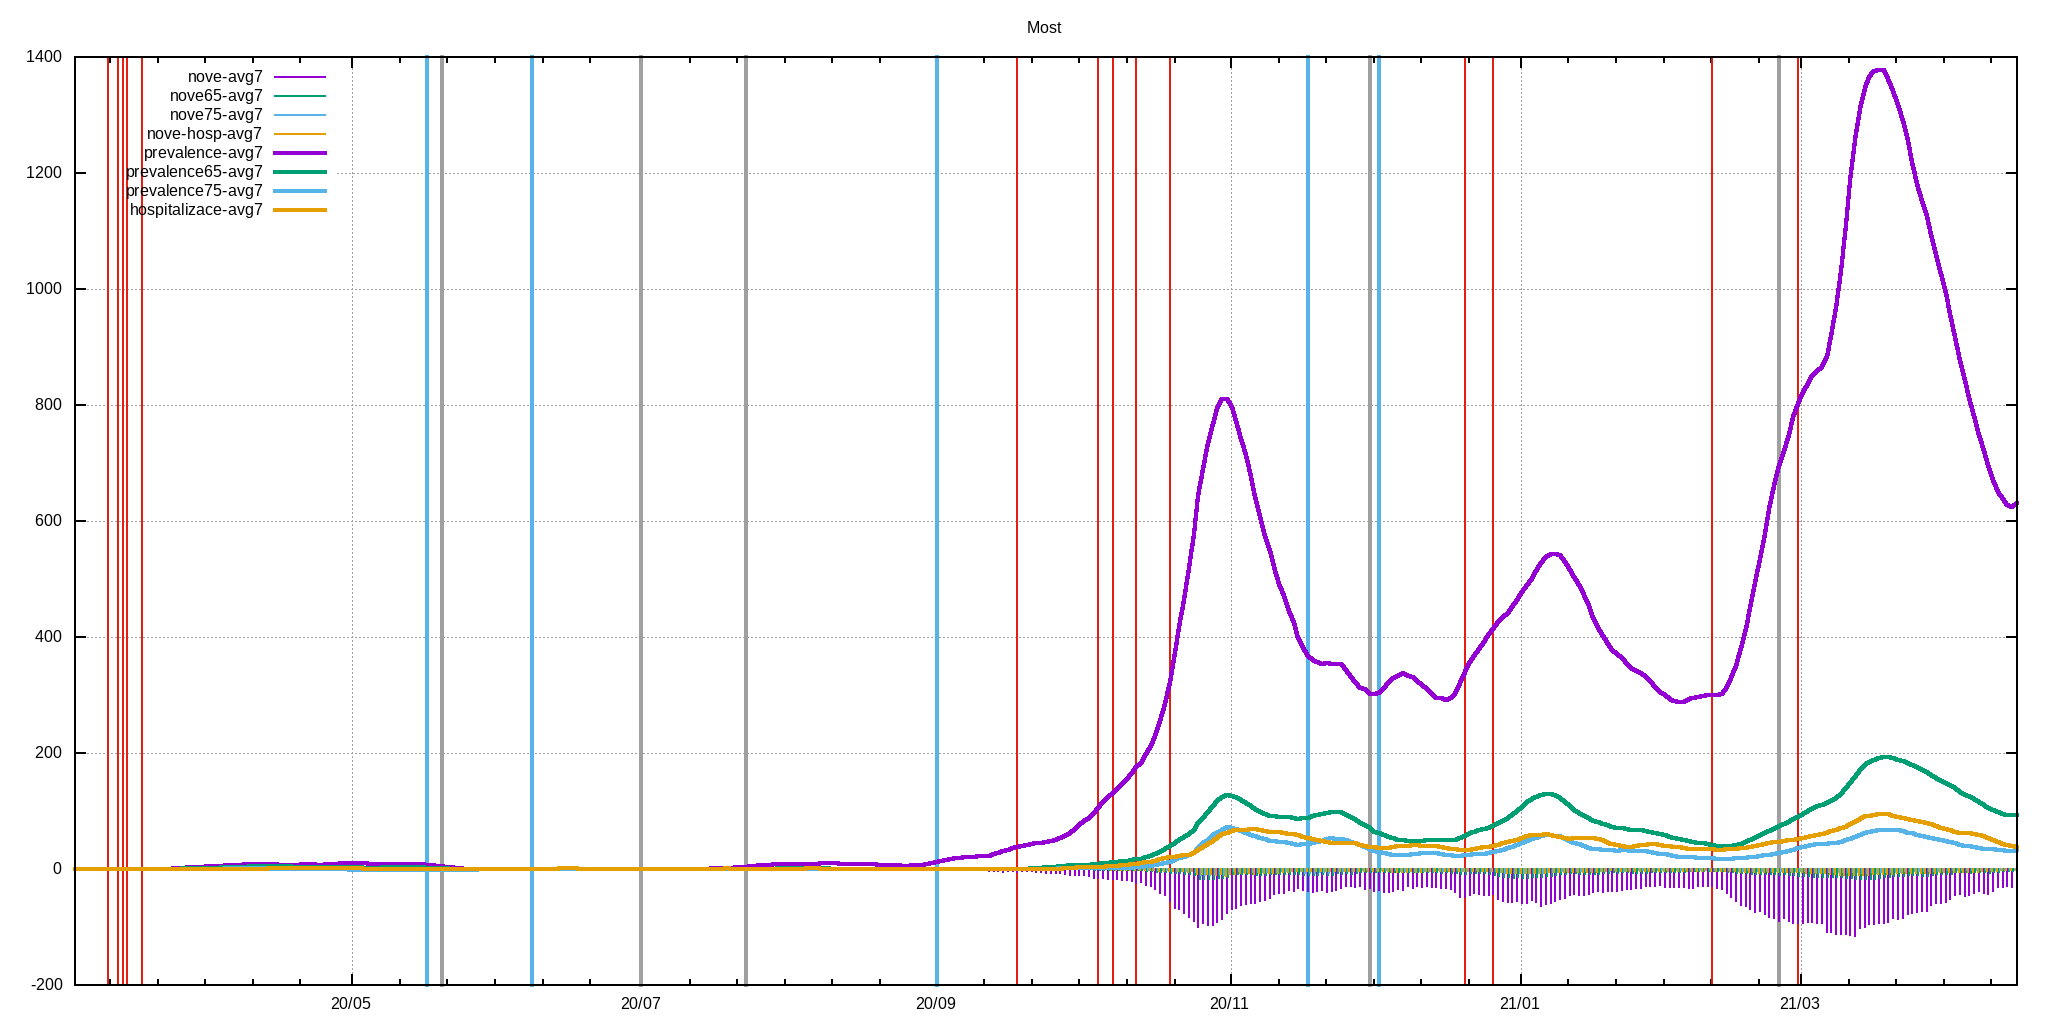 Most
1400
1200
1000
800
600
400
200
0
-200
nove-avg7
nove65-avg7
nove75-avg7
nove-hosp-avg7
prevalence-avg7
prevalence65-avg7
prevalence75-avg7
hospitalizace-avg7
20/05 20/07 20/09 20/11 21/01 21/03